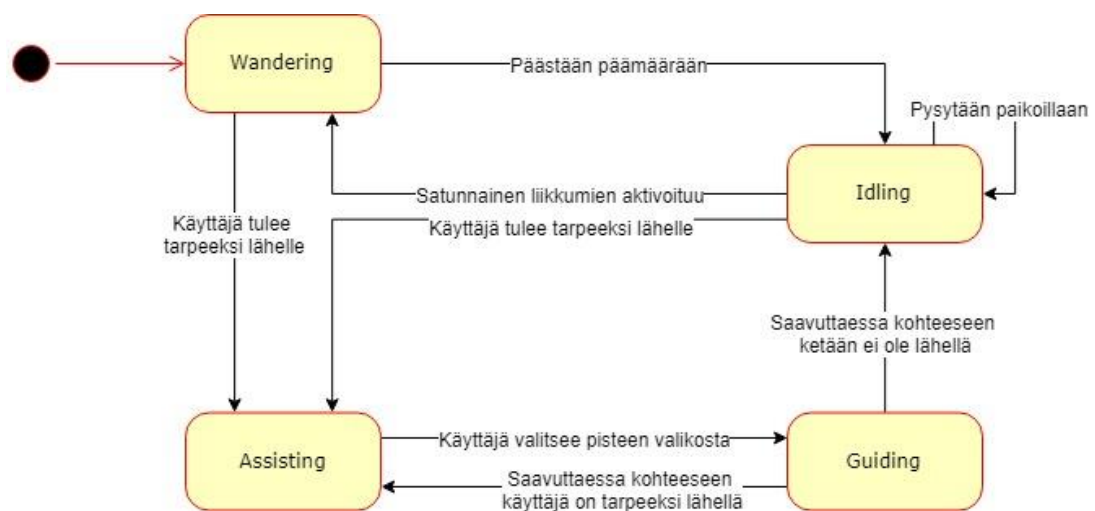 Wandering
Päästään päämäärään
Pysytään paikoillaan
Idling
Satunnainen liikkumien aktivoituu
Käyttäjä tulee
tarpeeksi lähelle
Käyttäjä tulee tarpeeksi lähelle
Saavuttaessa kohteeseen
ketään ei ole lähellä
Assisting
Käyttäjä valitsee pisteen valikosta
Guiding
Saavuttaessa kohteeseen
käyttäjä on tarpeeksi lähellä